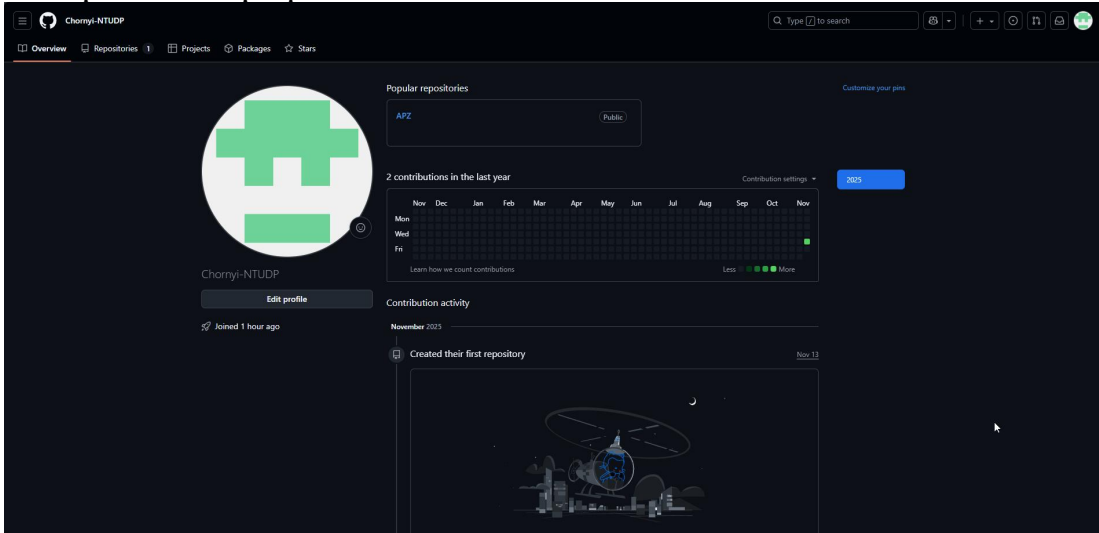 Chornyi-NTUDP
Type / to search
Overview Repositories 1 Projects Packages Stars
Popular repositories
Customize your pins
APZ Public
2 contributions in the last year
Contribution settings
2025
Nov Dec Jan Feb Mar Apr May Jun Jul Aug Sep Oct Nov
Mon
Wed
Fri
Learn how we count contributions
Less More
Chornyi-NTUDP
Edit profile
Joined 1 hour ago
Contribution activity
November 2025
Created their first repository
Nov 13